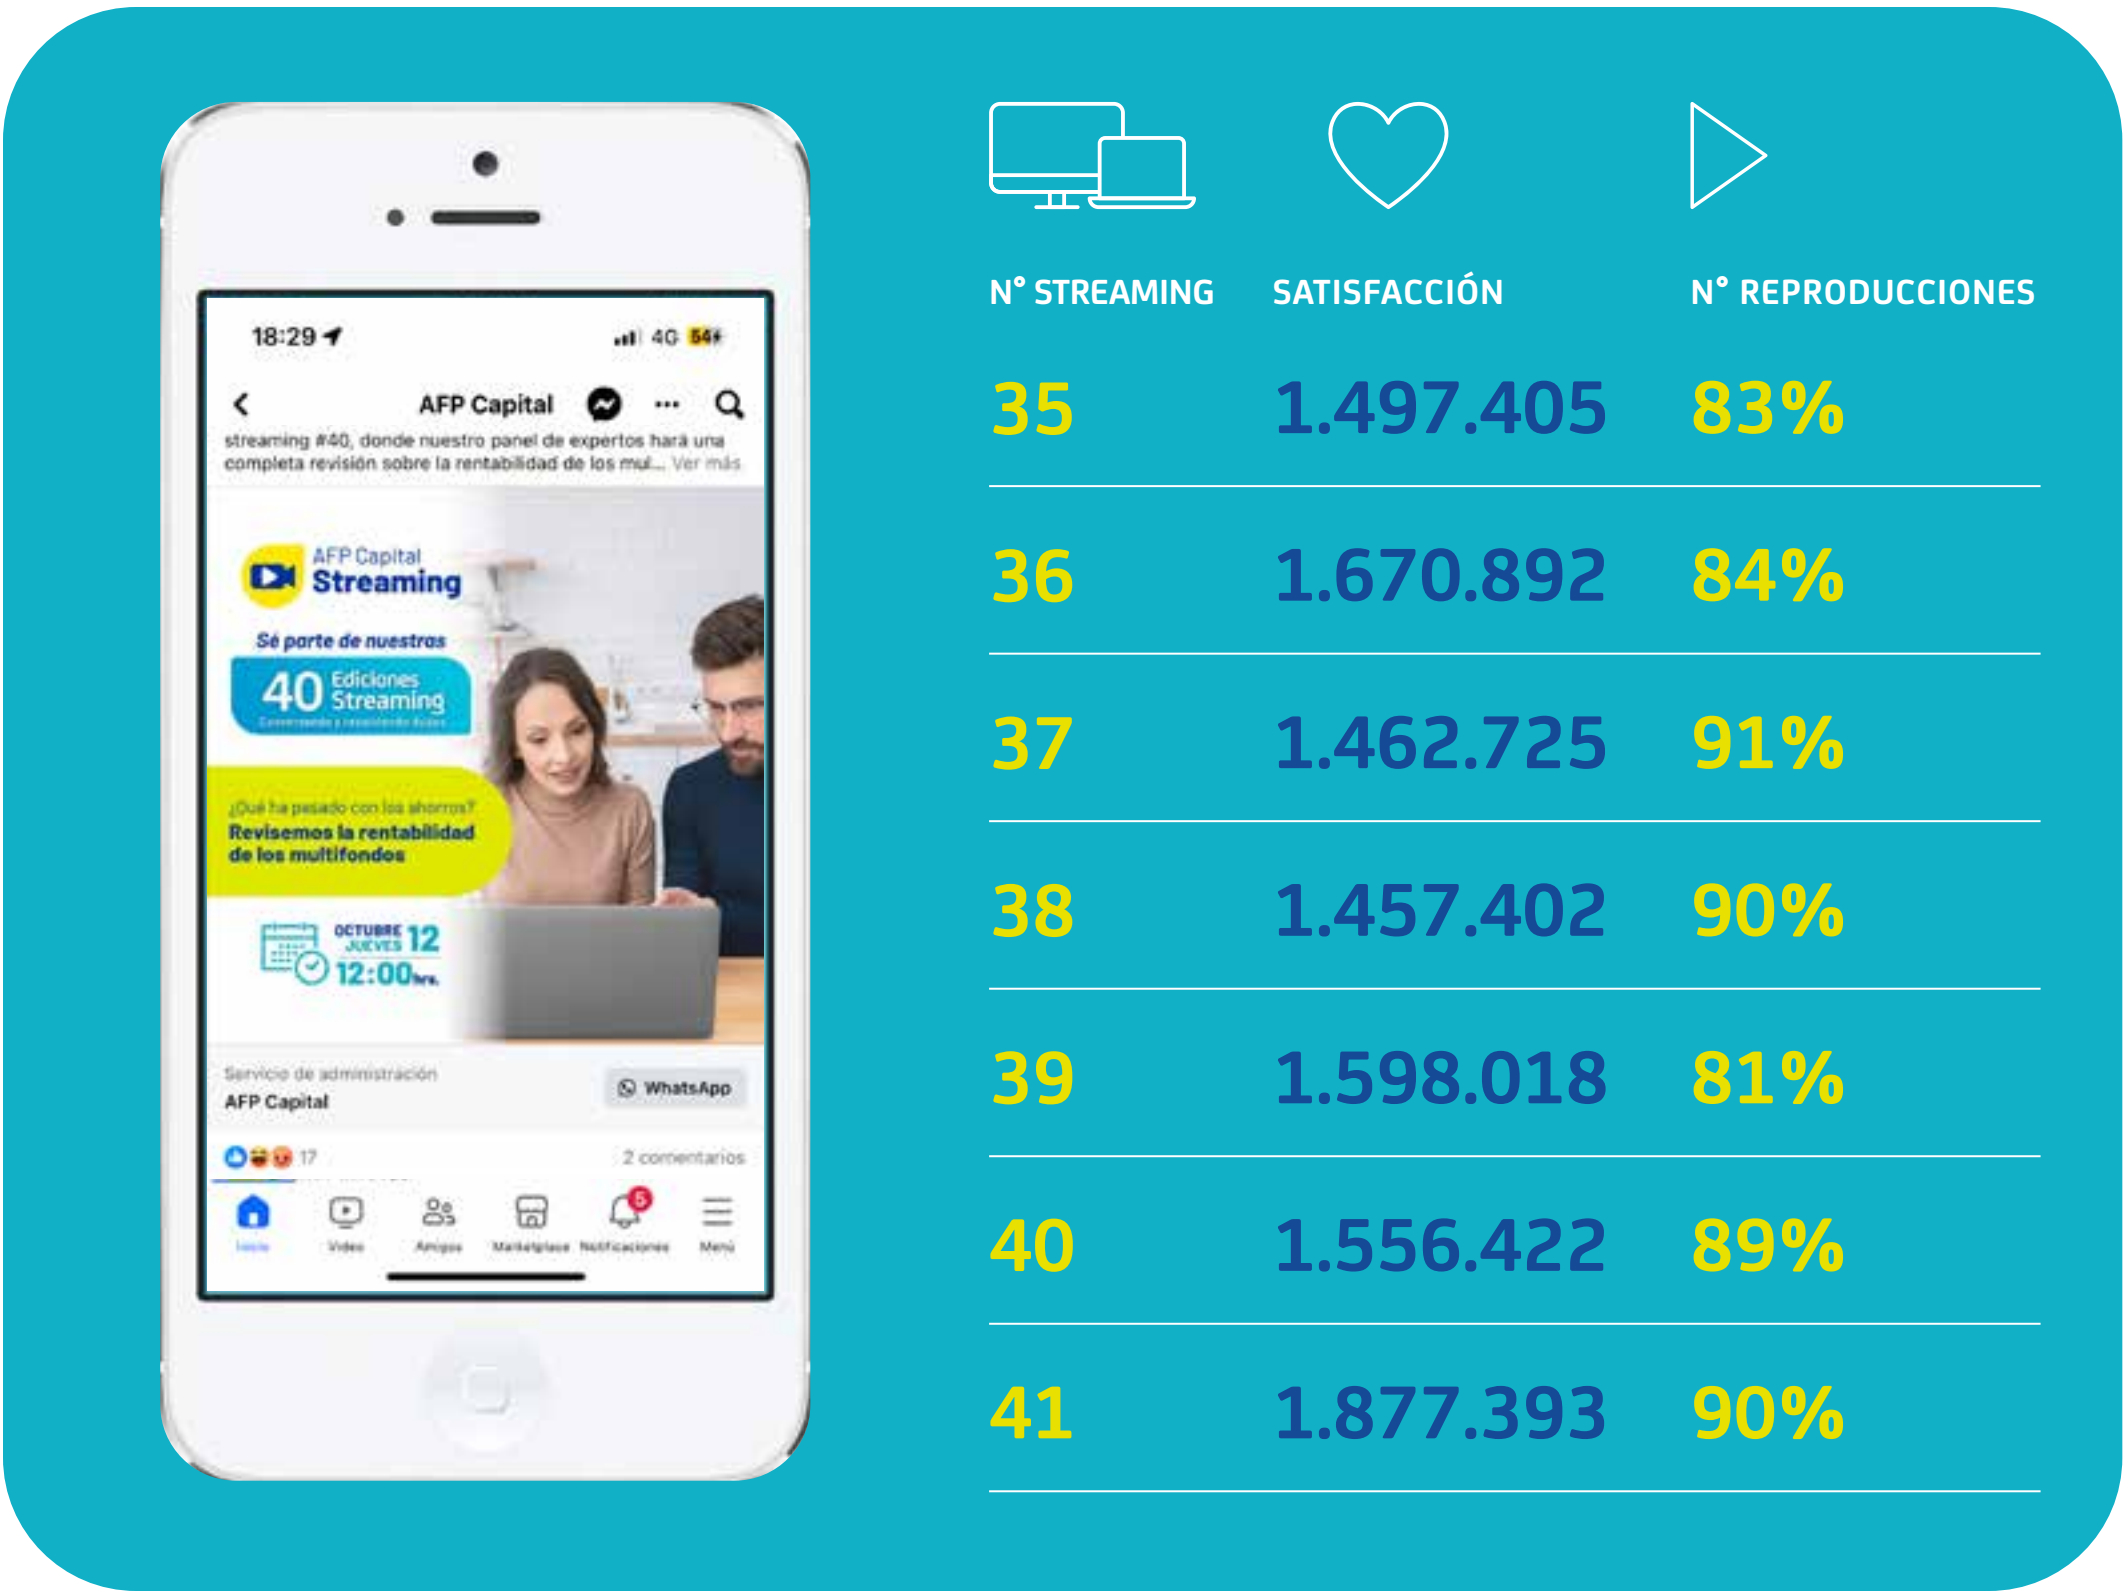 18:29
4G 54
AFP Capital
streaming #40, donde nuestro panel de expertos hará una
completa revisión sobre la rentabilidad de los mul... Ver más
AFP Capital
Streaming
Sé parte de nuestras
40 Ediciones
Streaming
¿Qué ha pasado con los ahorros?
Revisemos la rentabilidad
de los multifondos
OCTUBRE
JUEVES 12
12:00hrs.
Servicio de administración
AFP Capital
WhatsApp
17
2 comentarios
5
Inicio Video Amigos Marketplace Notificaciones Menú
N° STREAMING SATISFACCIÓN N° REPRODUCCIONES
35 1.497.405 83%
36 1.670.892 84%
37 1.462.725 91%
38 1.457.402 90%
39 1.598.018 81%
40 1.556.422 89%
41 1.877.393 90%